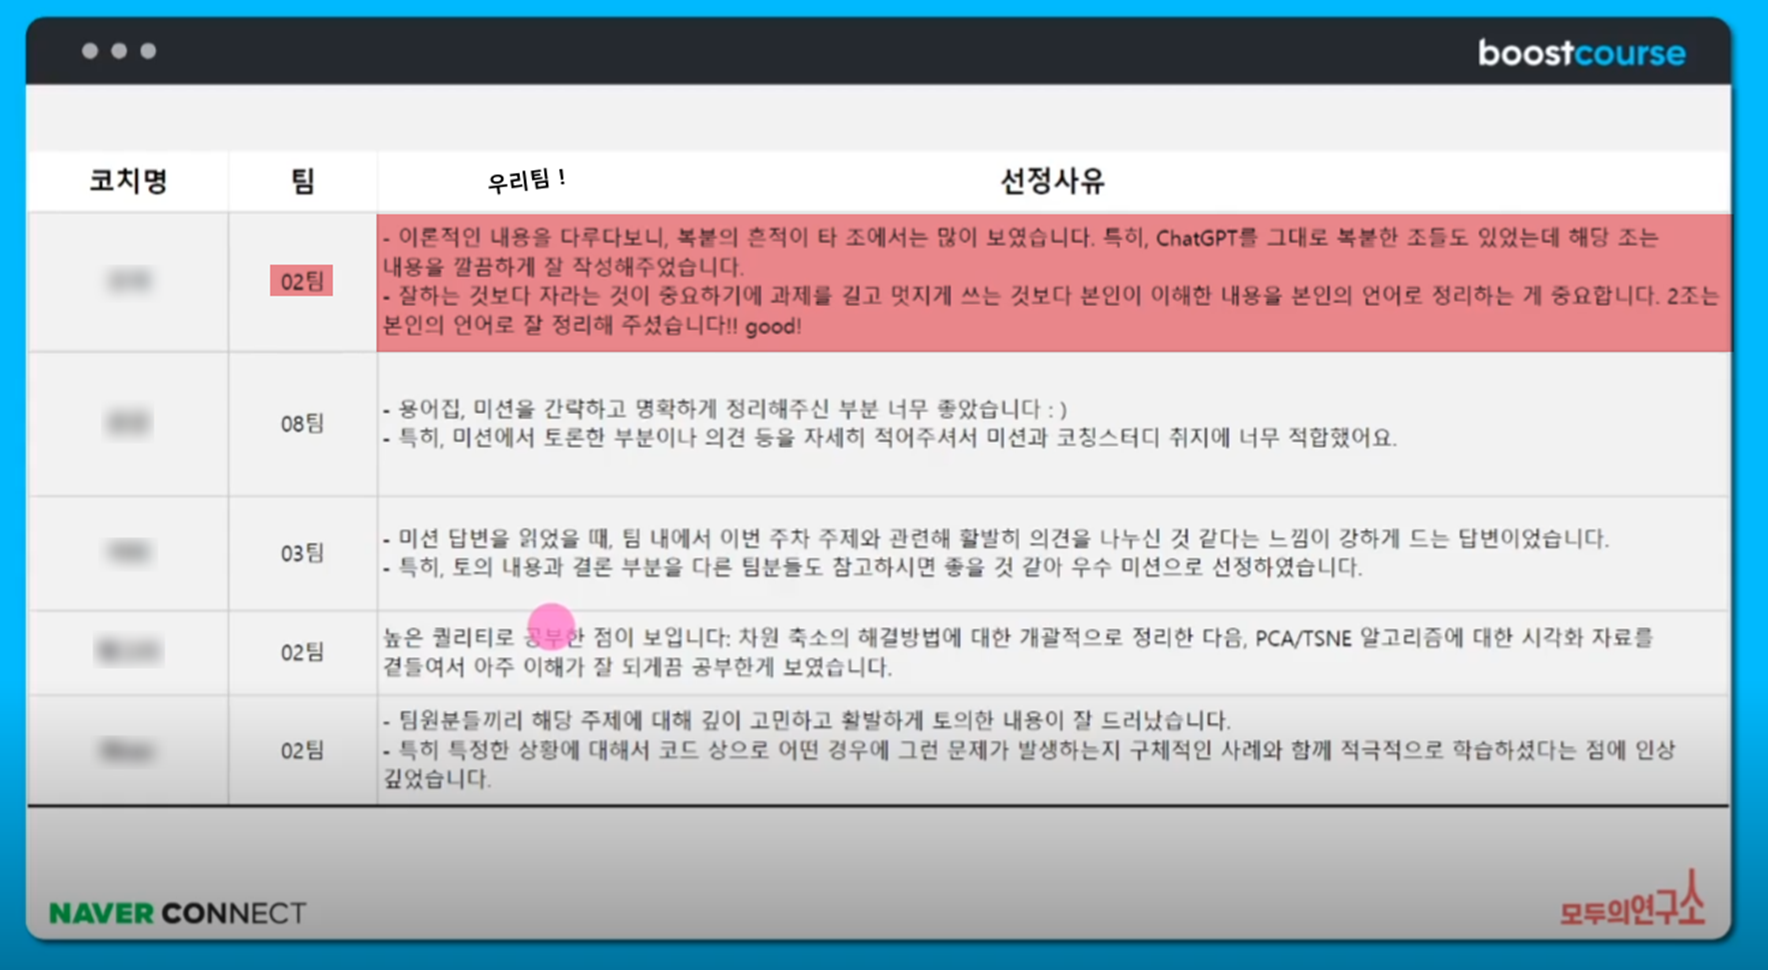 boostcourse
코치명 팀 우리팀 ! 선정사유
02팀
- 이론적인 내용을 다루다보니, 복붙의 흔적이 타 조에서는 많이 보였습니다. 특히, ChatGPT를 그대로 복붙한 조들도 있었는데 해당 조는
내용을 깔끔하게 잘 작성해주었습니다.
- 잘하는 것보다 자라는 것이 중요하기에 과제를 길고 멋지게 쓰는 것보다 본인이 이해한 내용을 본인의 언어로 정리하는 게 중요합니다. 2조는
본인의 언어로 잘 정리해 주셨습니다!! good!
08팀
- 용어집, 미션을 간략하고 명확하게 정리해주신 부분 너무 좋았습니다 : )
- 특히, 미션에서 토론한 부분이나 의견 등을 자세히 적어주셔서 미션과 코칭스터디 취지에 너무 적합했어요.
03팀
- 미션 답변을 읽었을 때, 팀 내에서 이번 주차 주제와 관련해 활발히 의견을 나누신 것 같다는 느낌이 강하게 드는 답변이었습니다.
- 특히, 토의 내용과 결론 부분을 다른 팀분들도 참고하시면 좋을 것 같아 우수 미션으로 선정하였습니다.
02팀
높은 퀄리티로 공부한 점이 보입니다: 차원 축소의 해결방법에 대한 개괄적으로 정리한 다음, PCA/TSNE 알고리즘에 대한 시각화 자료를
곁들여서 아주 이해가 잘 되게끔 공부한게 보였습니다.
02팀
- 팀원분들끼리 해당 주제에 대해 깊이 고민하고 활발하게 토의한 내용이 잘 드러났습니다.
- 특히 특정한 상황에 대해서 코드 상으로 어떤 경우에 그런 문제가 발생하는지 구체적인 사례와 함께 적극적으로 학습하셨다는 점에 인상
깊었습니다.
NAVER CONNECT
모두의연구소